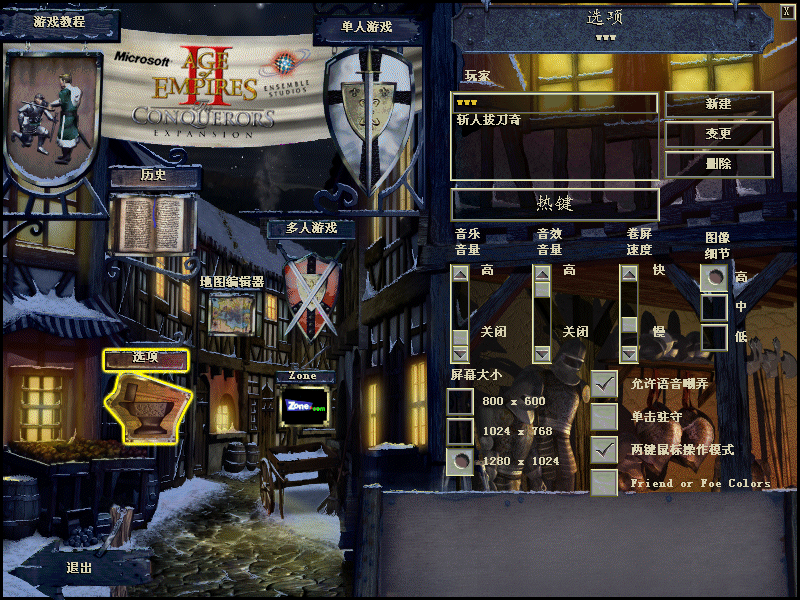 游戏教程
单人游戏
Microsoft
AGE
of
EMPIRES
II
ENSEMBLE
STUDIOS
The
CONQUERORS
EXPANSION
历史
多人游戏
地图编辑器
选项
Zone
Zone.com
退出
选项
X
玩家
斩人拔刀奇
新建
变更
删除
热键
音乐
音量
高
关闭
音效
音量
高
关闭
卷屏
速度
快
慢
图像
细节
高
中
低
屏幕大小
800 x 600
1024 x 768
1280 x 1024
允许语音嘲弄
单击驻守
两键鼠标操作模式
Friend or Foe Colors